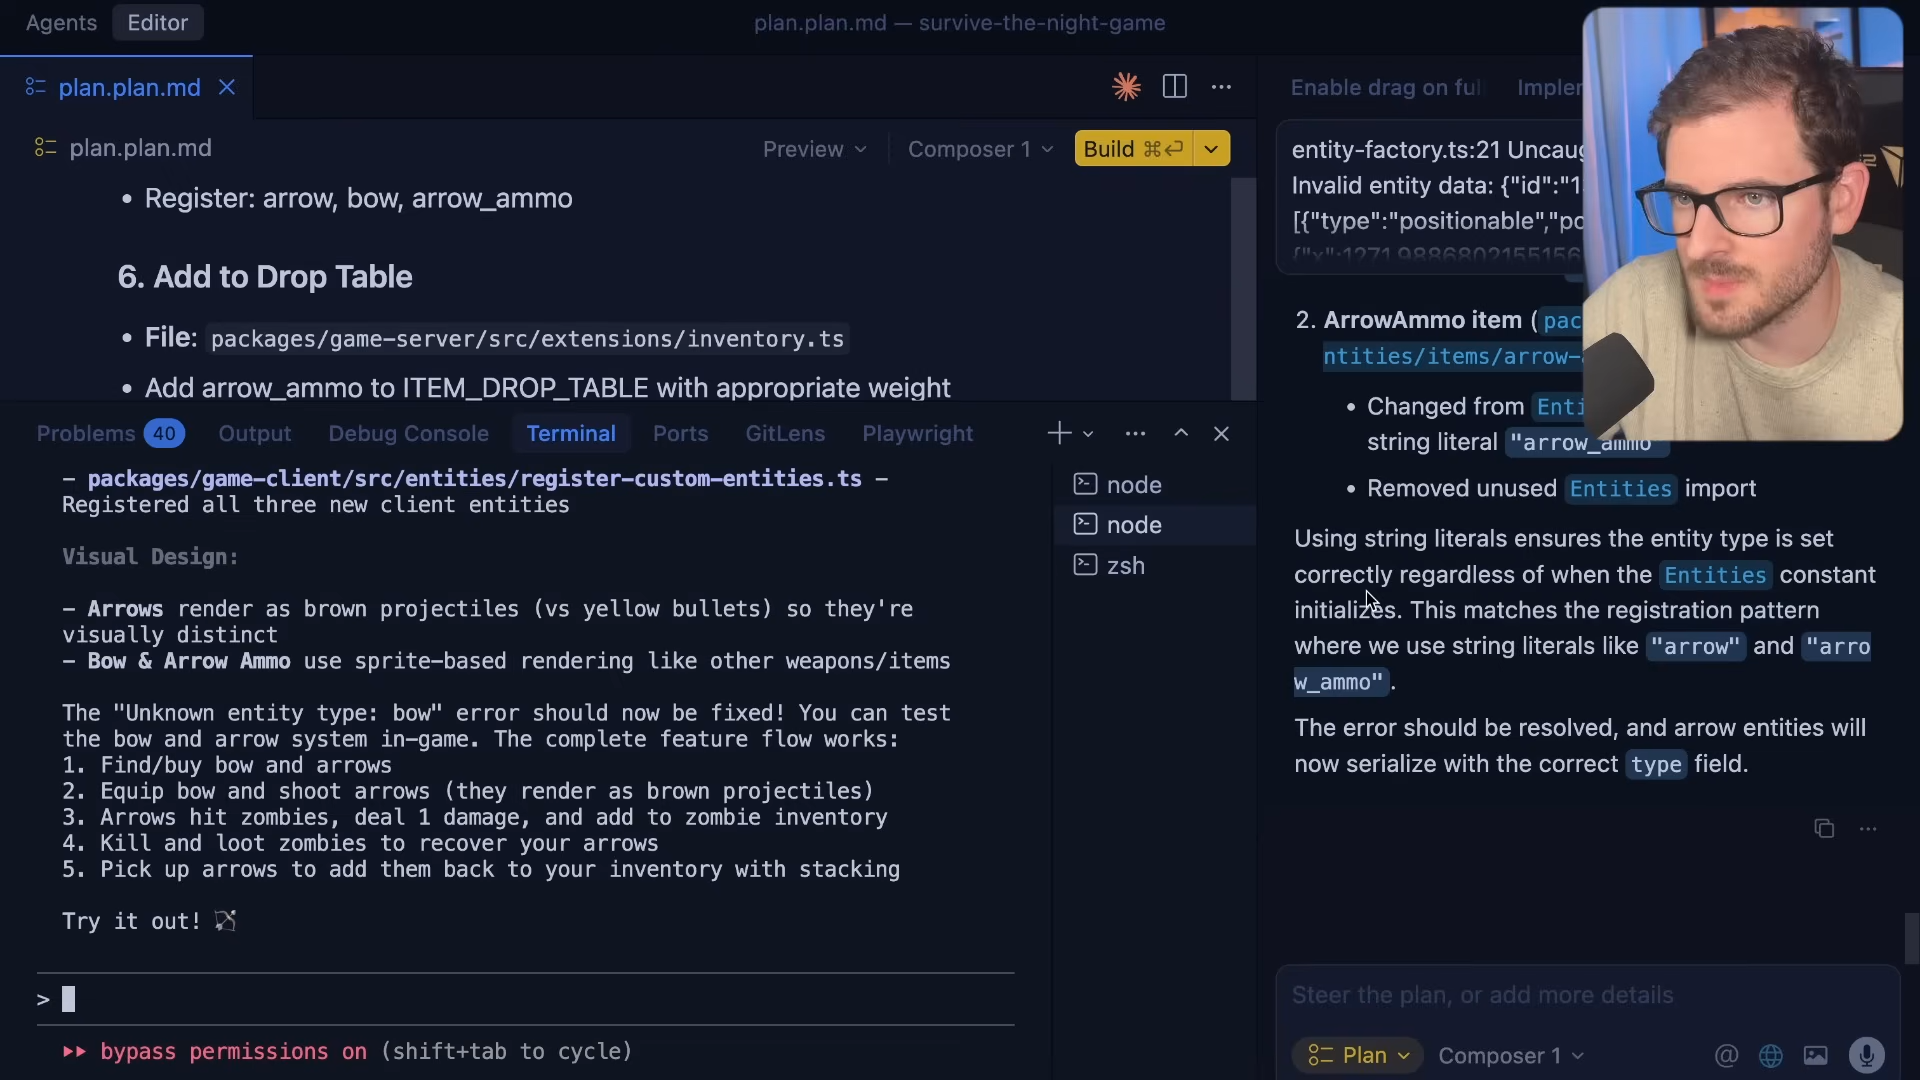 Agents Editor plan.plan.md — survive-the-night-game
plan.plan.md
Enable drag on ful Impler
plan.plan.md Preview Composer 1 Build ⌘↩
• Register: arrow, bow, arrow_ammo
6. Add to Drop Table
• File: packages/game-server/src/extensions/inventory.ts
• Add arrow_ammo to ITEM_DROP_TABLE with appropriate weight
Problems 40 Output Debug Console Terminal Ports GitLens Playwright
– packages/game-client/src/entities/register-custom-entities.ts –
Registered all three new client entities
Visual Design:
– Arrows render as brown projectiles (vs yellow bullets) so they're
visually distinct
– Bow & Arrow Ammo use sprite-based rendering like other weapons/items
The "Unknown entity type: bow" error should now be fixed! You can test
the bow and arrow system in-game. The complete feature flow works:
1. Find/buy bow and arrows
2. Equip bow and shoot arrows (they render as brown projectiles)
3. Arrows hit zombies, deal 1 damage, and add to zombie inventory
4. Kill and loot zombies to recover your arrows
5. Pick up arrows to add them back to your inventory with stacking
Try it out! 🏹
>
bypass permissions on (shift+tab to cycle)
node
node
zsh
entity-factory.ts:21 Uncaug
Invalid entity data: {"id":"1
[{"type":"positionable","po
{"x":1271.9886802155156
2. ArrowAmmo item (pac
ntities/items/arrow-a
• Changed from Enti
string literal "arrow_ammo"
• Removed unused Entities import
Using string literals ensures the entity type is set
correctly regardless of when the Entities constant
initializes. This matches the registration pattern
where we use string literals like "arrow" and "arro
w_ammo".
The error should be resolved, and arrow entities will
now serialize with the correct type field.
Steer the plan, or add more details
Plan Composer 1 @